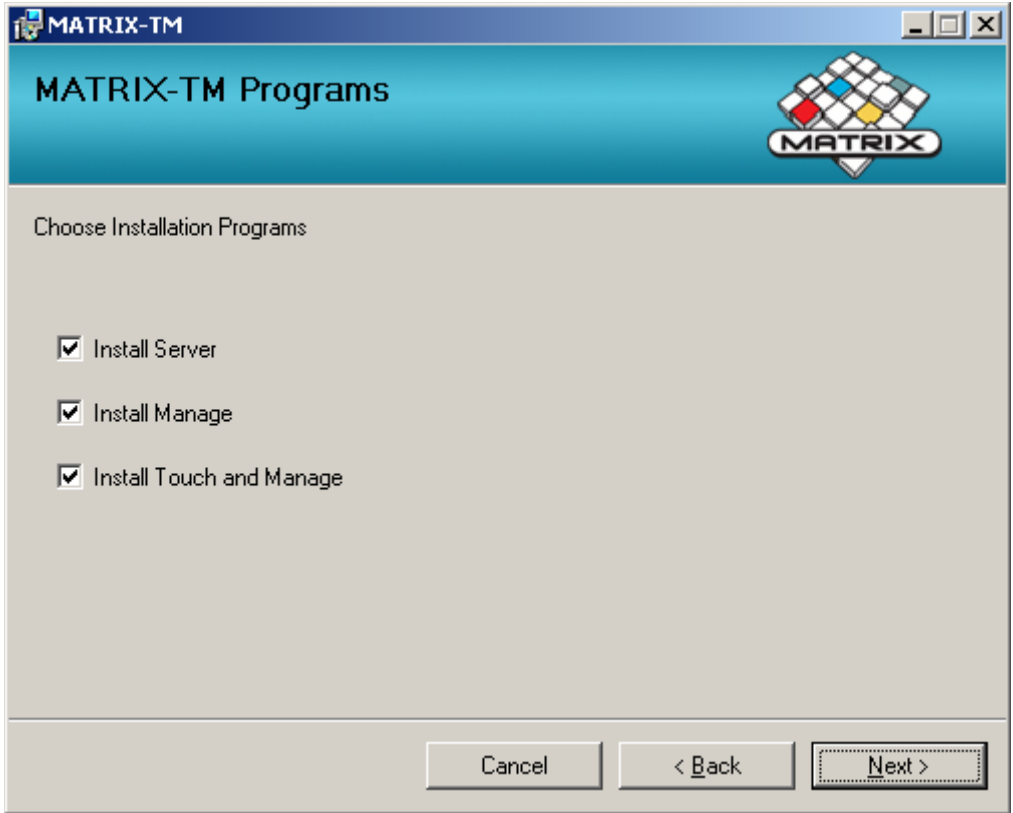 MATRIX-TM
MATRIX-TM Programs
MATRIX
Choose Installation Programs
Install Server
Install Manage
Install Touch and Manage
Cancel
< Back
Next >